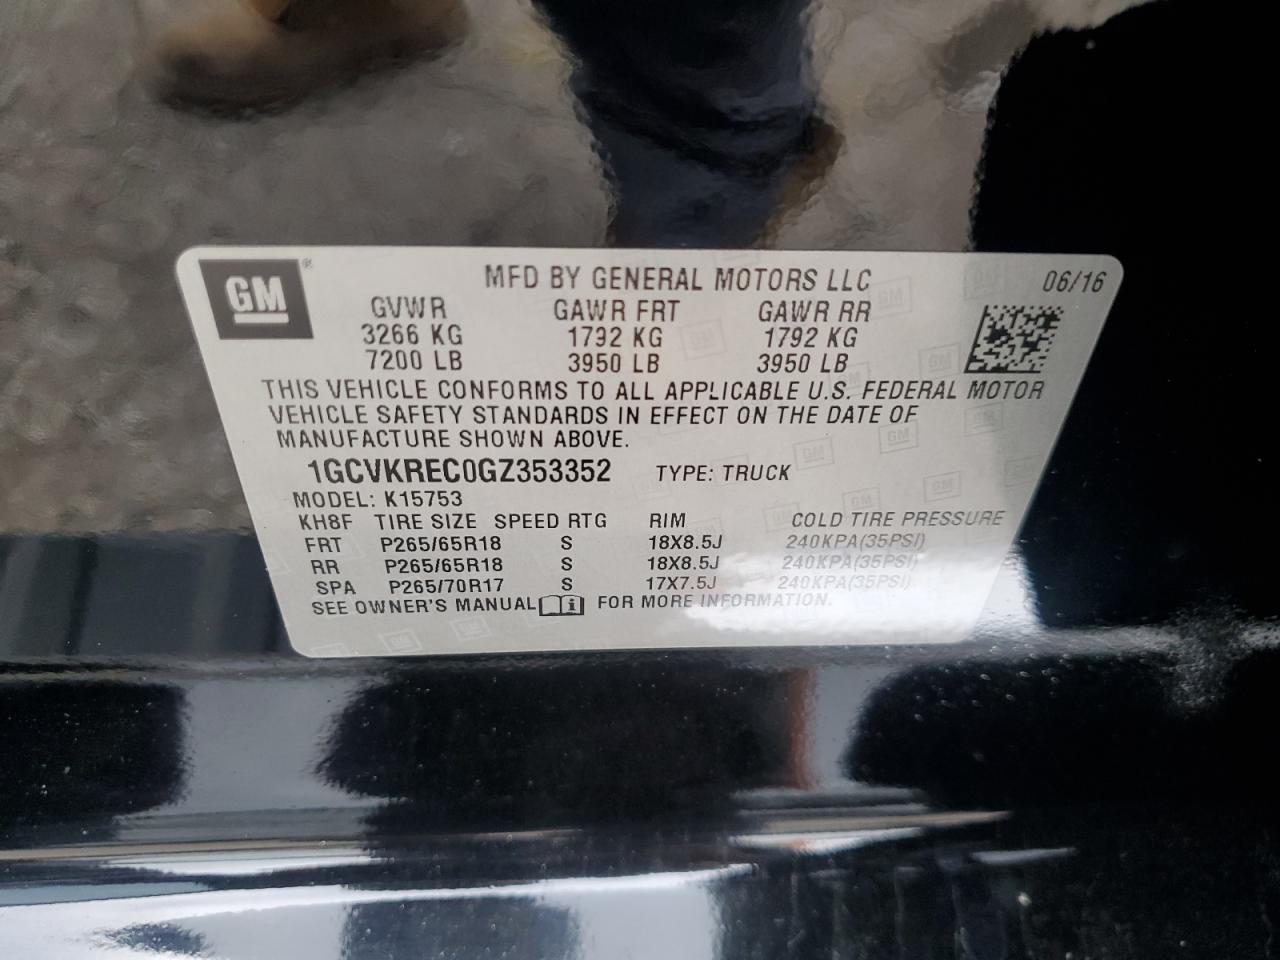 GM® MFD BY GENERAL MOTORS LLC 06/16
GVWR GAWR FRT GAWR RR
3266 KG 1792 KG 1792 KG
7200 LB 3950 LB 3950 LB
THIS VEHICLE CONFORMS TO ALL APPLICABLE U.S. FEDERAL MOTOR
VEHICLE SAFETY STANDARDS IN EFFECT ON THE DATE OF
MANUFACTURE SHOWN ABOVE.
1GCVKREC0GZ353352 TYPE: TRUCK
MODEL: K15753
KH8F TIRE SIZE SPEED RTG RIM COLD TIRE PRESSURE
FRT P265/65R18 S 18X8.5J 240KPA(35PSI)
RR P265/65R18 S 18X8.5J 240KPA(35PSI)
SPA P265/70R17 S 17X7.5J 240KPA(35PSI)
SEE OWNER'S MANUAL FOR MORE INFORMATION.